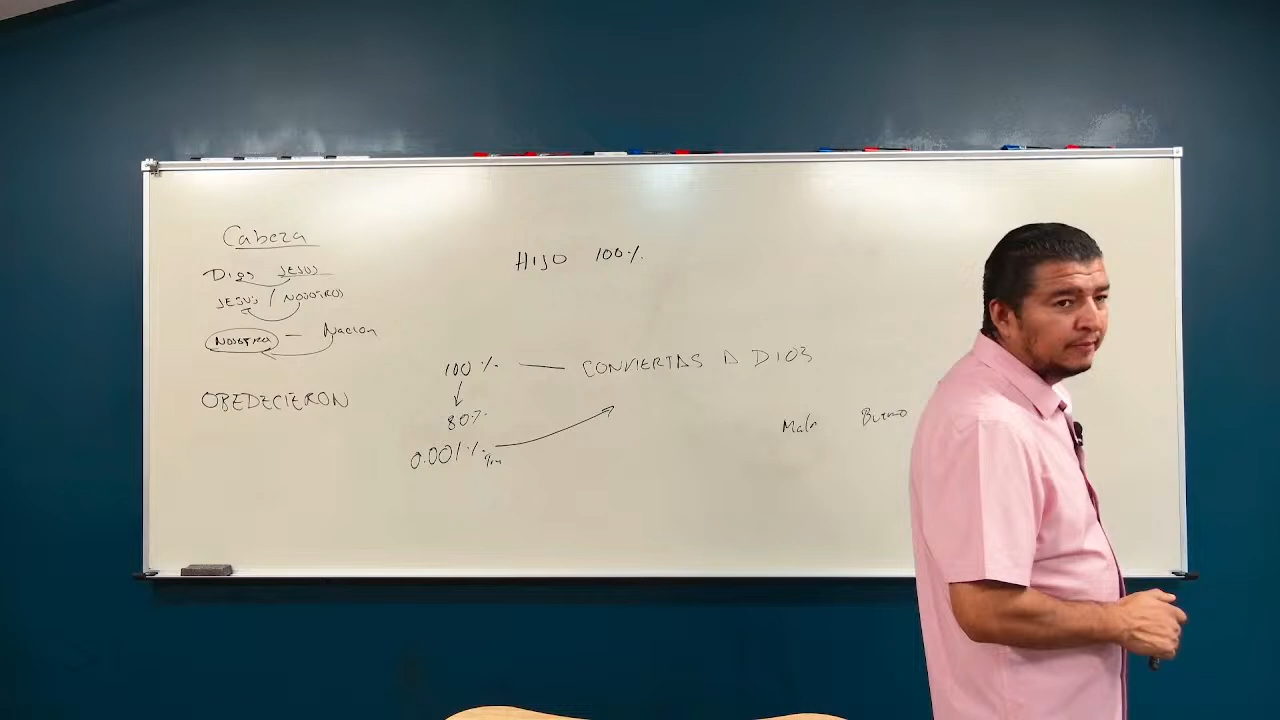 Cabeza
Dios JESUS
JESUS / NOSOTROS
NOSOTROS — Nacion
OBEDECIERON
HIJO 100%
100% — CONVIERTAS A DIOS
80%
0.001%
Malo Bueno